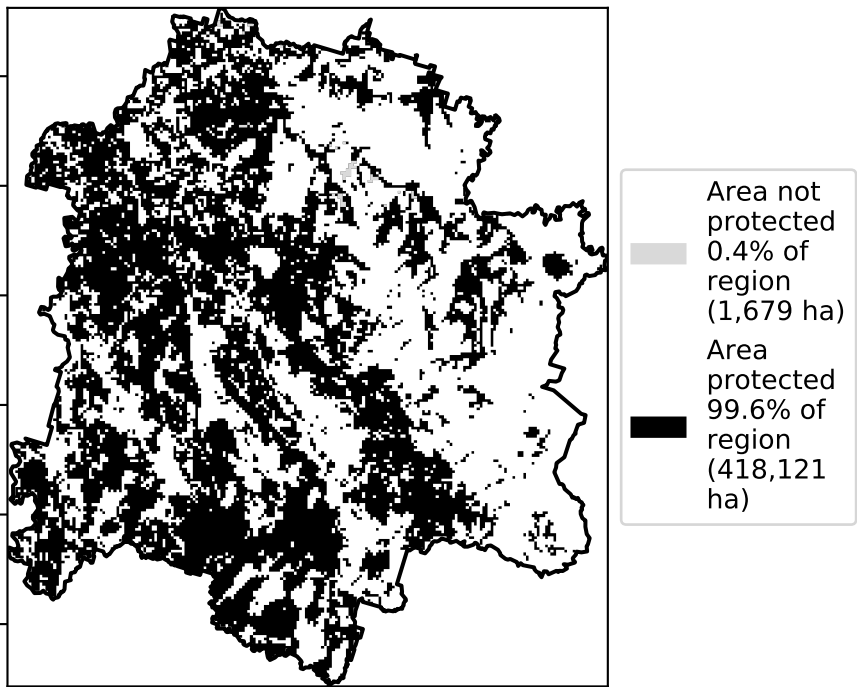 Area not
protected
0.4% of
region
(1,679 ha)
Area
protected
99.6% of
region
(418,121
ha)